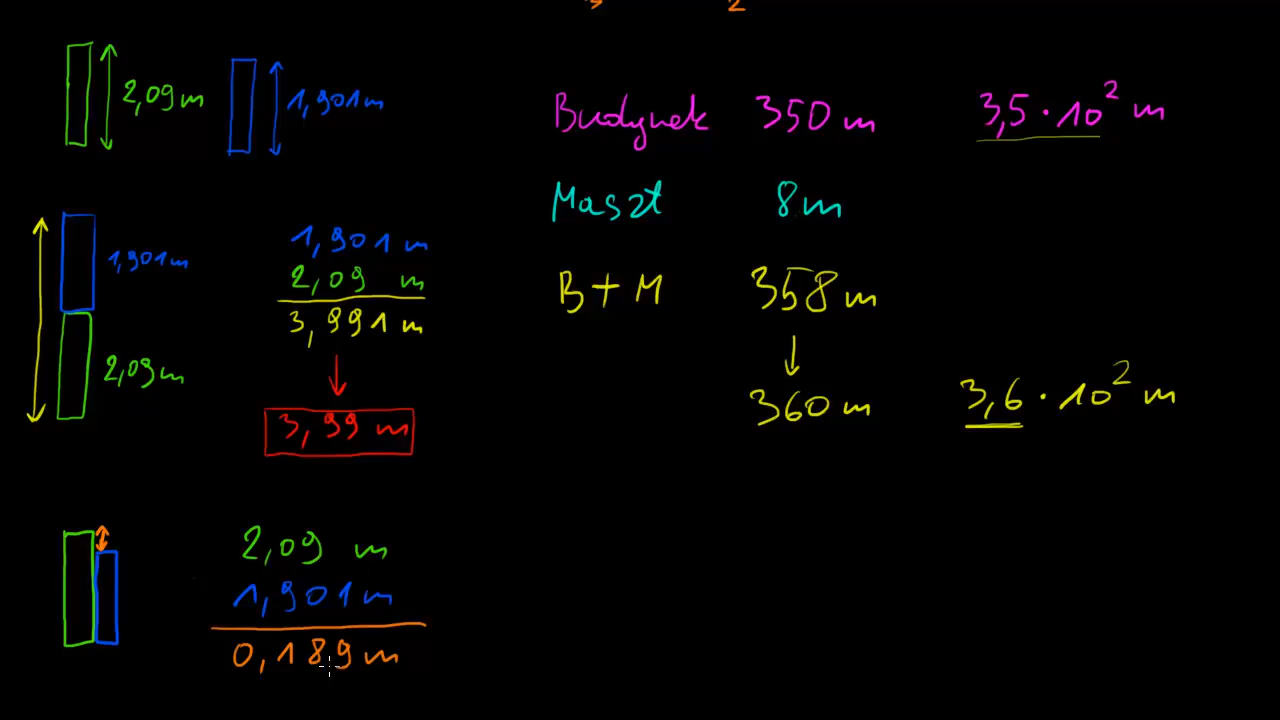 2,09 m
1,901 m
1,901 m
2,09 m
1,901 m
2,09 m
3,991 m
3,99 m
2,09 m
1,901 m
0,189 m
Budynek 350 m 3,5 · 10² m
Maszt 8 m
B + M 358 m
360 m 3,6 · 10² m